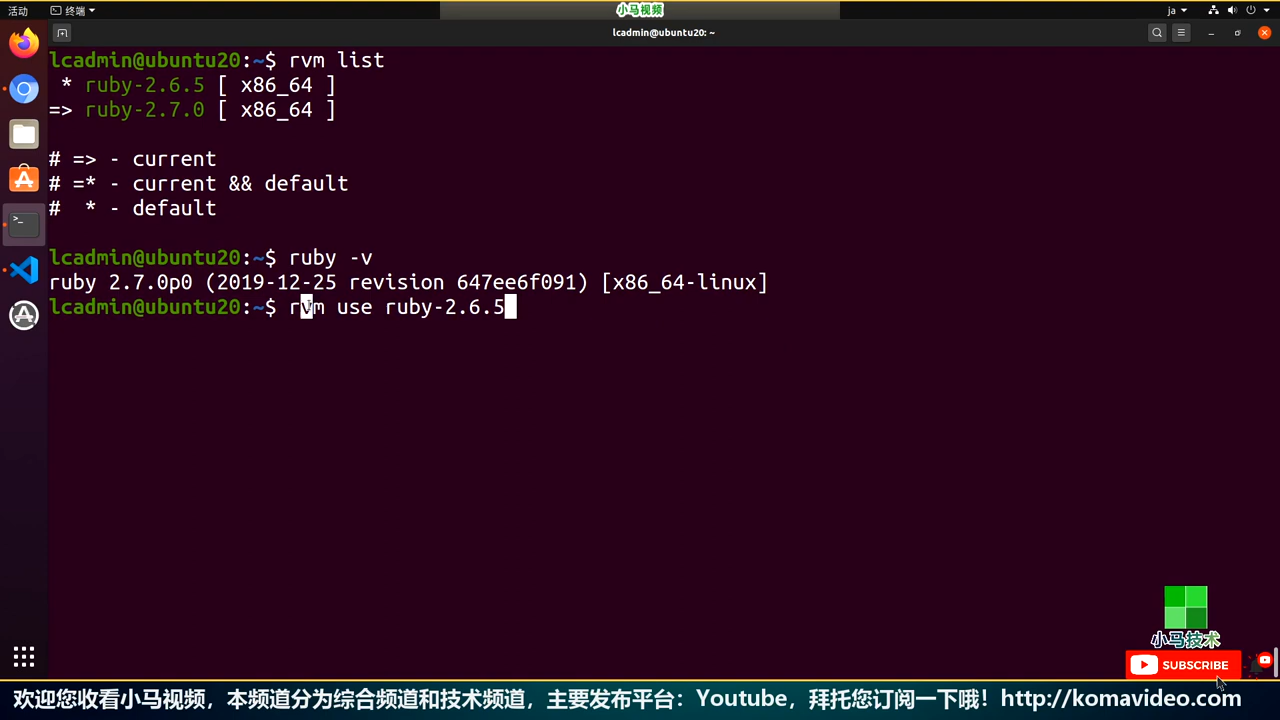 活动 终端 小马视频 ja
lcadmin@ubuntu20: ~
lcadmin@ubuntu20:~$ rvm list
 * ruby-2.6.5 [ x86_64 ]
=> ruby-2.7.0 [ x86_64 ]
# => - current
# =* - current && default
#  * - default
lcadmin@ubuntu20:~$ ruby -v
ruby 2.7.0p0 (2019-12-25 revision 647ee6f091) [x86_64-linux]
lcadmin@ubuntu20:~$ rvm use ruby-2.6.5
小马技术
SUBSCRIBE
欢迎您收看小马视频，本频道分为综合频道和技术频道，主要发布平台：Youtube，拜托您订阅一下哦！http://komavideo.com